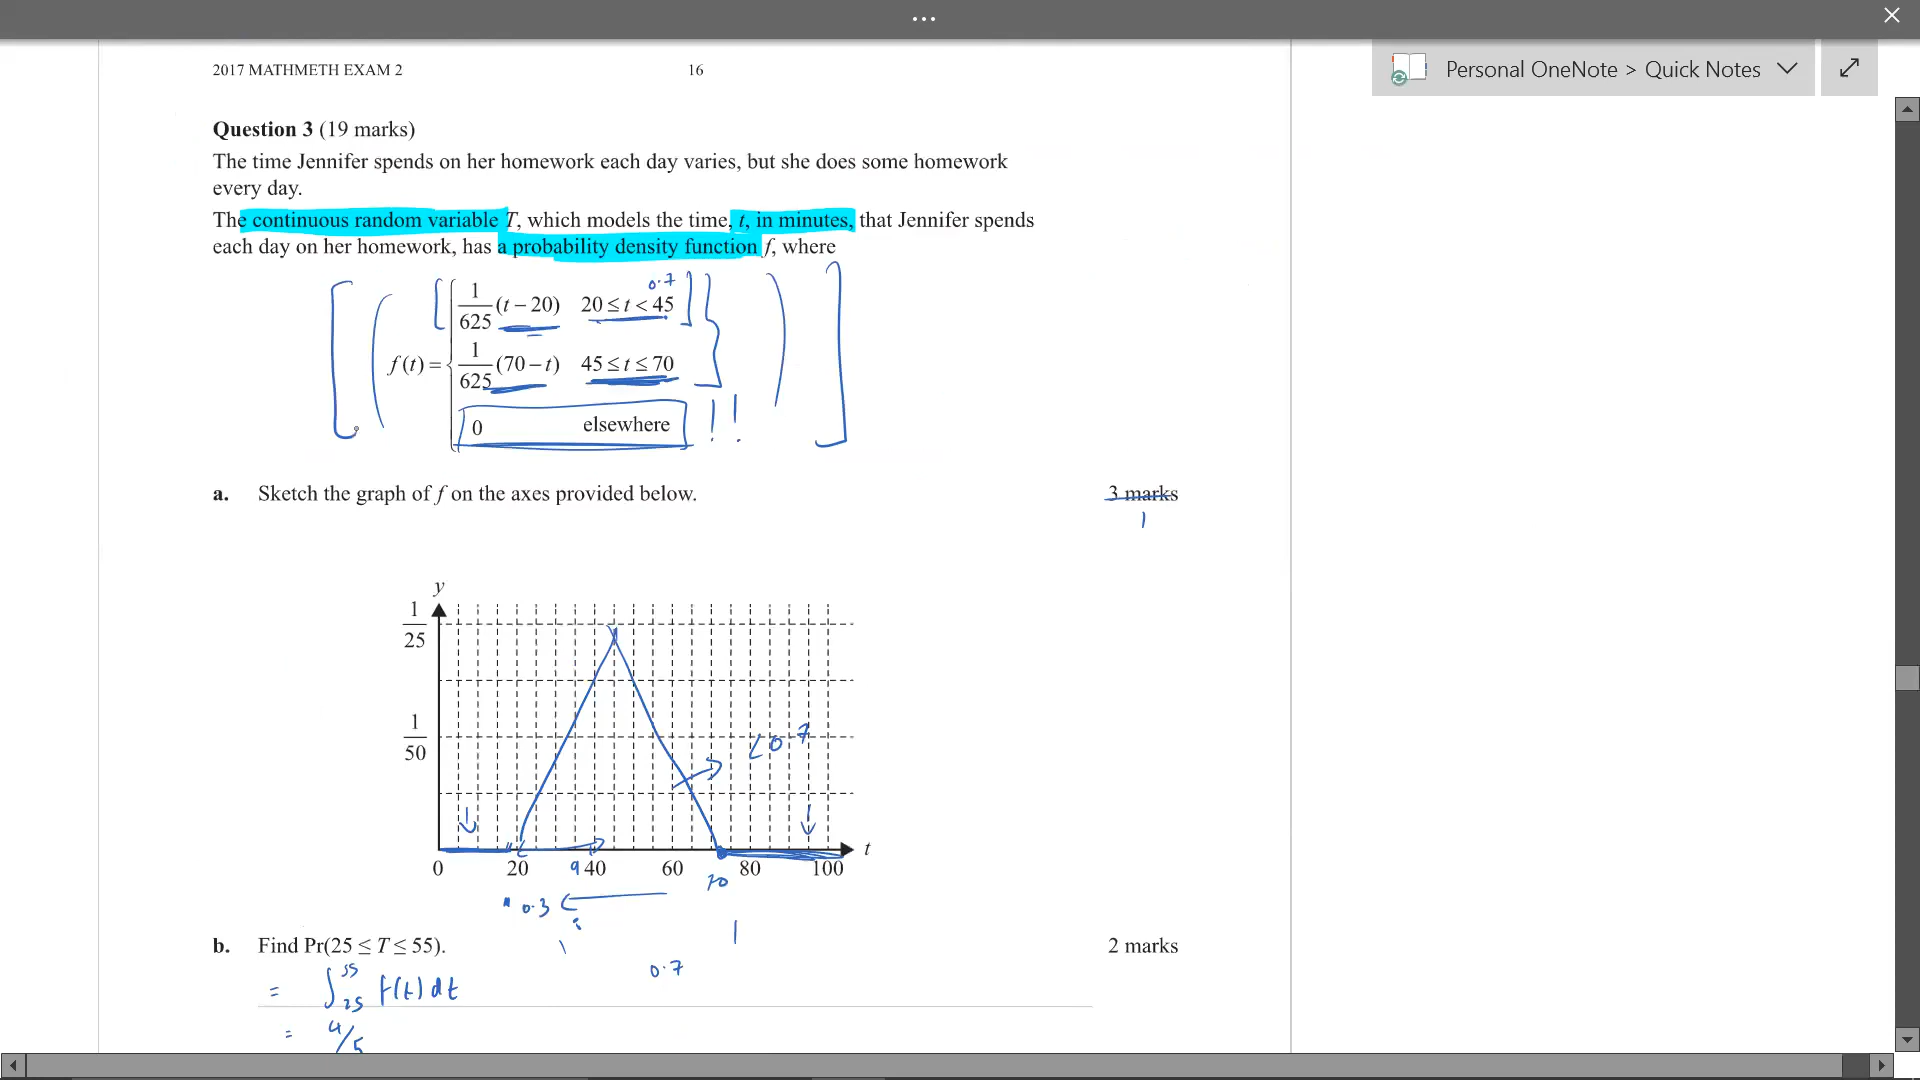 ...
Personal OneNote > Quick Notes
2017 MATHMETH EXAM 2
16
Question 3 (19 marks)
The time Jennifer spends on her homework each day varies, but she does some homework
every day.
The continuous random variable T, which models the time, t, in minutes, that Jennifer spends
each day on her homework, has a probability density function f, where
0.7
1/625 (t − 20) 20 ≤ t < 45
f(t) = { 1/625 (70 − t) 45 ≤ t ≤ 70
0 elsewhere !!
a. Sketch the graph of f on the axes provided below. 3 marks
1
y
1/25
1/50
<0.7
t
0 20 a 40 60 80 100
70
0.3
1
b. Find Pr(25 ≤ T ≤ 55). 2 marks
0.7
= ∫ 55 25 f(t) dt
= 4/5